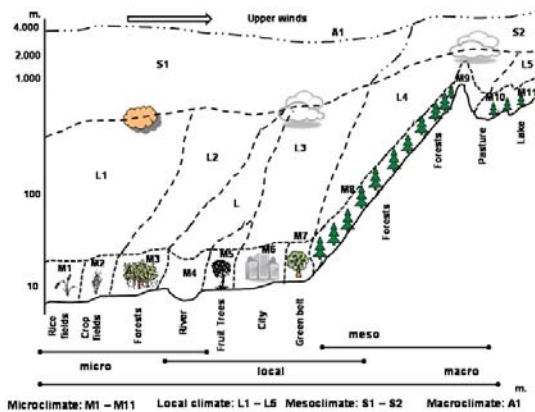 m.
Upper winds
4.000
A1
S2
2.000
S1
L5
1.000
M9
M10
M11
L4
L3
L2
L1
L
100
M8
Forests
Pasture
Lake
Forests
M1
M2
M3
M4
M5
M6
M7
10
Rice fields
Crop fields
Forests
River
Fruit Trees
City
Green belt
meso
micro
local
macro
m.
Microclimate: M1 – M11 Local climate: L1 – L5 Mesoclimate: S1 – S2 Macroclimate: A1